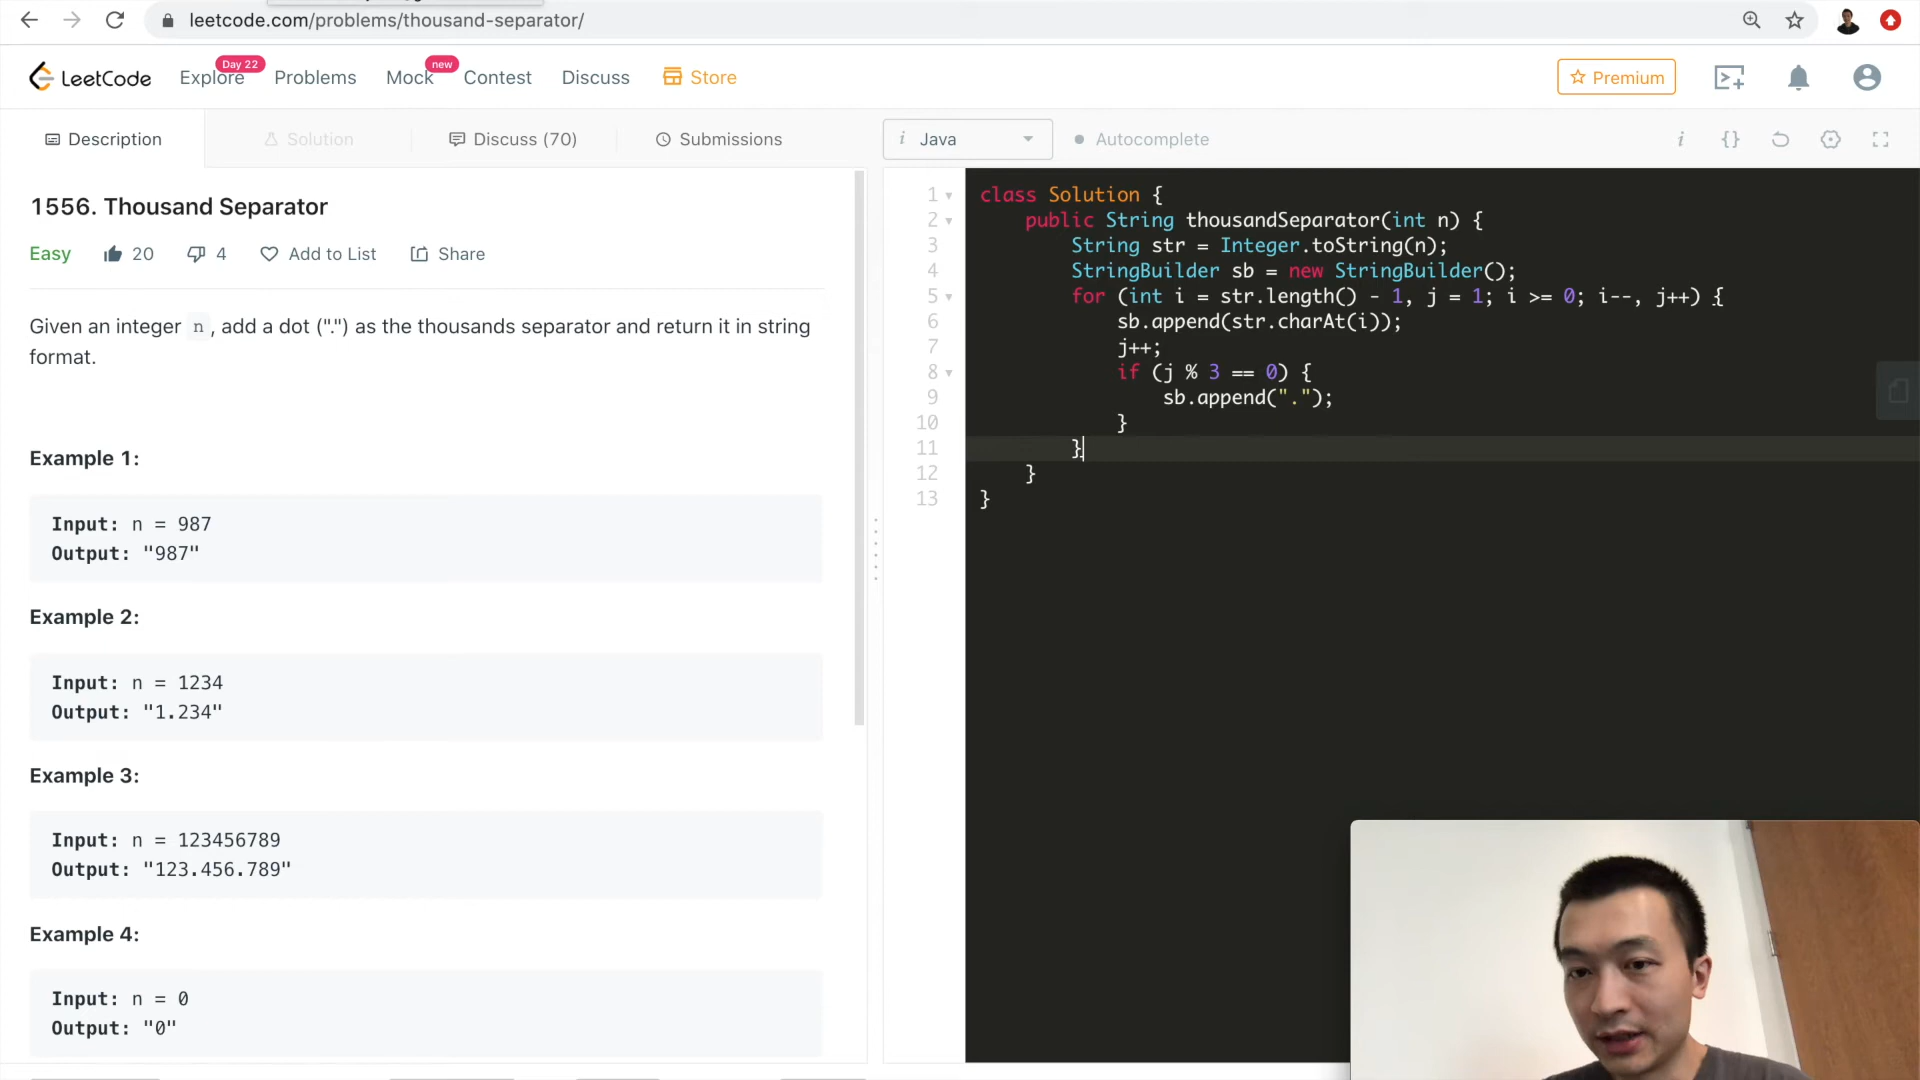 leetcode.com/problems/thousand-separator/
LeetCode
Explore
Day 22
Problems
Mock
new
Contest
Discuss
Store
Premium
Description
Solution
Discuss (70)
Submissions
i Java
Autocomplete
i {}
1556. Thousand Separator
Easy
20
4
Add to List
Share
Given an integer n, add a dot (".") as the thousands separator and return it in string
format.
Example 1:
Input: n = 987
Output: "987"
Example 2:
Input: n = 1234
Output: "1.234"
Example 3:
Input: n = 123456789
Output: "123.456.789"
Example 4:
Input: n = 0
Output: "0"
1 class Solution {
2 public String thousandSeparator(int n) {
3 String str = Integer.toString(n);
4 StringBuilder sb = new StringBuilder();
5 for (int i = str.length() - 1, j = 1; i >= 0; i--, j++) {
6 sb.append(str.charAt(i));
7 j++;
8 if (j % 3 == 0) {
9 sb.append(".");
10 }
11 }
12 }
13 }